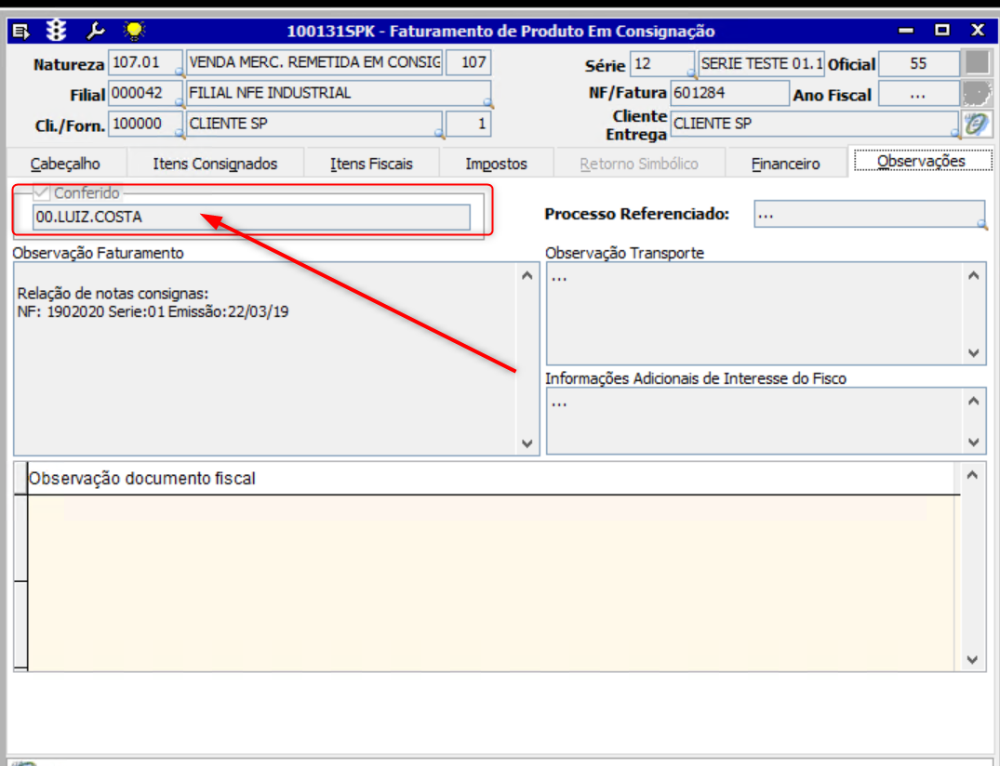 100131SPK - Faturamento de Produto Em Consignação
Natureza 107.01 VENDA MERC. REMETIDA EM CONSIG 107 Série 12 SERIE TESTE 01.1 Oficial 55
Filial 000042 FILIAL NFE INDUSTRIAL NF/Fatura 601284 Ano Fiscal ...
Cli./Forn. 100000 CLIENTE SP 1 Cliente Entrega CLIENTE SP
Cabeçalho Itens Consignados Itens Fiscais Impostos Retorno Simbólico Financeiro Observações
Conferido
00.LUIZ.COSTA Processo Referenciado: ...
Observação Faturamento Observação Transporte
...
Relação de notas consignas:
NF: 1902020 Serie:01 Emissão:22/03/19
Informações Adicionais de Interesse do Fisco
...
Observação documento fiscal